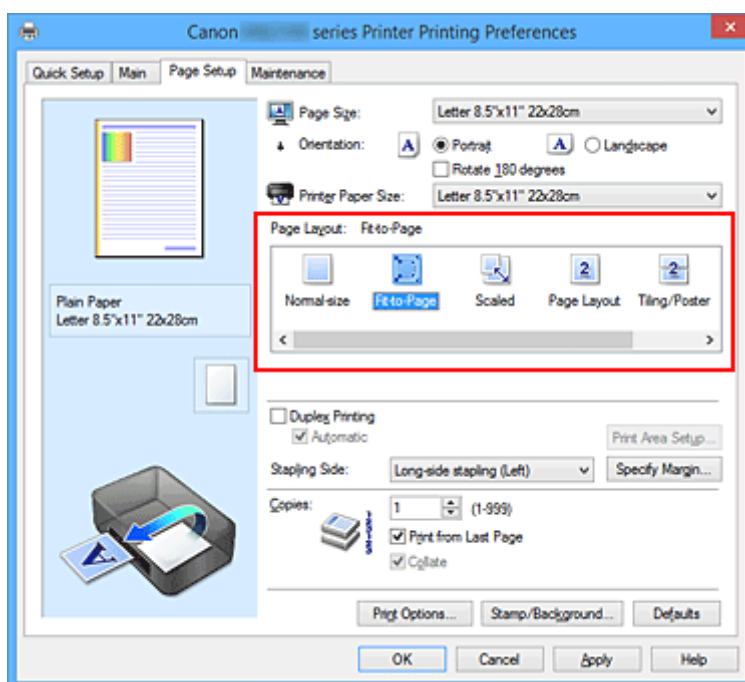 Canon series Printer Printing Preferences
Quick Setup Main Page Setup Maintenance
Page Size: Letter 8.5"x11" 22x28cm
Orientation: A Portrait A Landscape
Rotate 180 degrees
Printer Paper Size: Letter 8.5"x11" 22x28cm
Page Layout: Fit-to-Page
Normal-size Fit-to-Page Scaled Page Layout Tiling/Poster
Plain Paper
Letter 8.5"x11" 22x28cm
Duplex Printing
Automatic
Print Area Setup...
Stapling Side: Long-side stapling (Left) Specify Margin...
Copies: 1 (1-999)
Print from Last Page
Collate
Print Options... Stamp/Background... Defaults
OK Cancel Apply Help